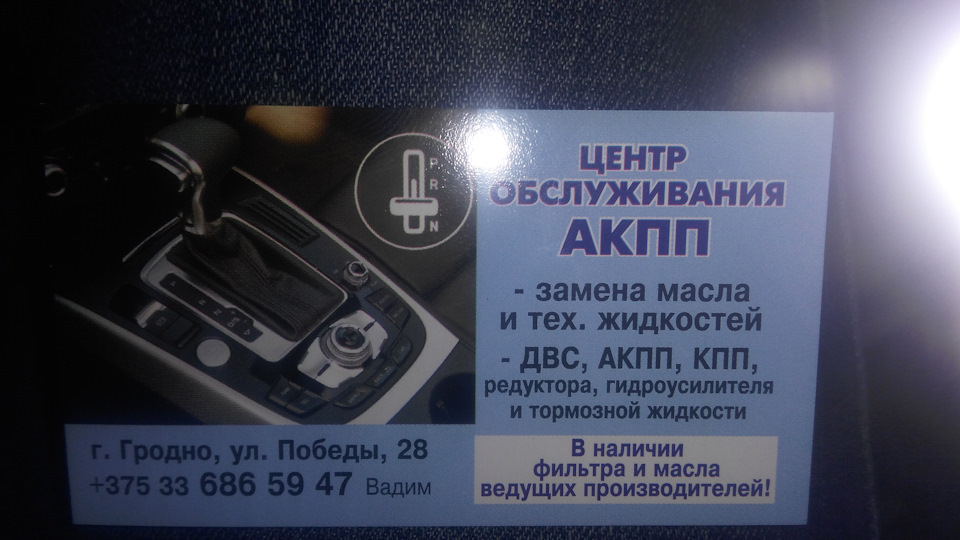 P
R
N
ЦЕНТР
ОБСЛУЖИВАНИЯ
АКПП
- замена масла
и тех. жидкостей
- ДВС, АКПП, КПП,
редуктора, гидроусилителя
и тормозной жидкости
г. Гродно, ул. Победы, 28
+375 33 686 59 47 Вадим
В наличии
фильтра и масла
ведущих производителей!